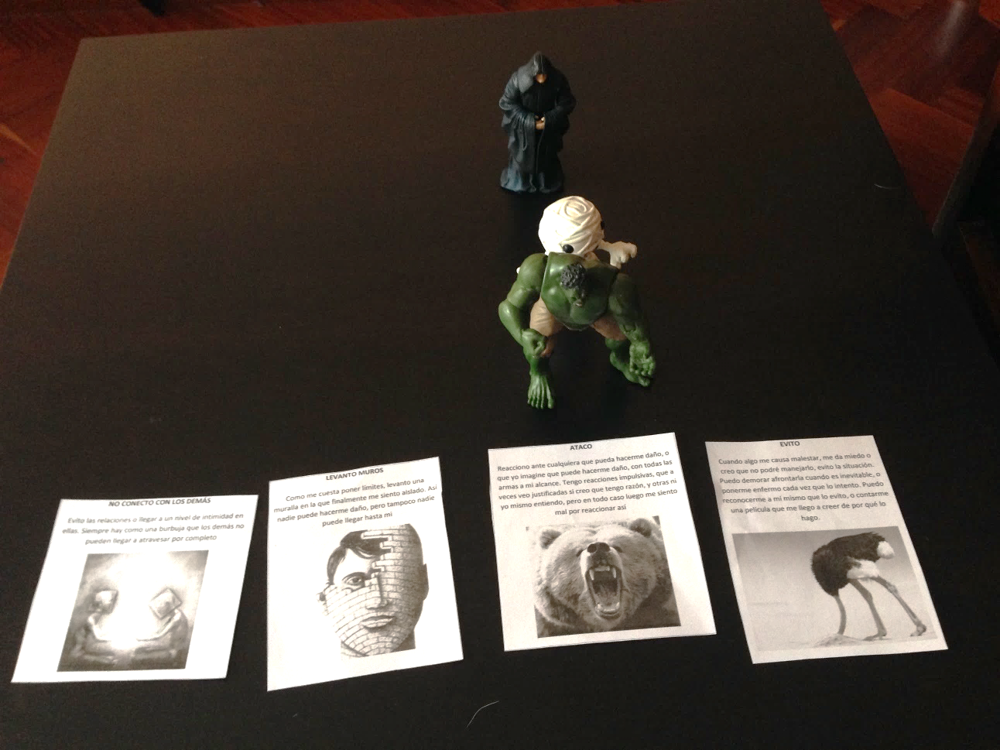 NO CONECTO CON LOS DEMÁS
Evito las relaciones o llegar a un nivel de intimidad en
ellas. Siempre hay como una burbuja que los demás no
pueden llegar a atravesar por completo
LEVANTO MUROS
Como me cuesta poner límites, levanto una
muralla en la que finalmente me siento aislado. Así
nadie puede hacerme daño, pero tampoco nadie
puede llegar hasta mi
ATACO
Reacciono ante cualquiera que pueda hacerme daño, o
que yo imagine que puede hacerme daño, con todas las
armas a mi alcance. Tengo reacciones impulsivas, que a
veces veo justificadas si creo que tengo razón, y otras ni
yo mismo entiendo, pero en todo caso luego me siento
mal por reaccionar así
EVITO
Cuando algo me causa malestar, me da miedo o
creo que no podré manejarlo, evito la situación.
Puedo demorar afrontarla cuando es inevitable, o
ponerme enfermo cada vez que lo intento. Puedo
reconocerme a mi mismo que lo evito, o contarme
una película que me llego a creer de por qué lo
hago.